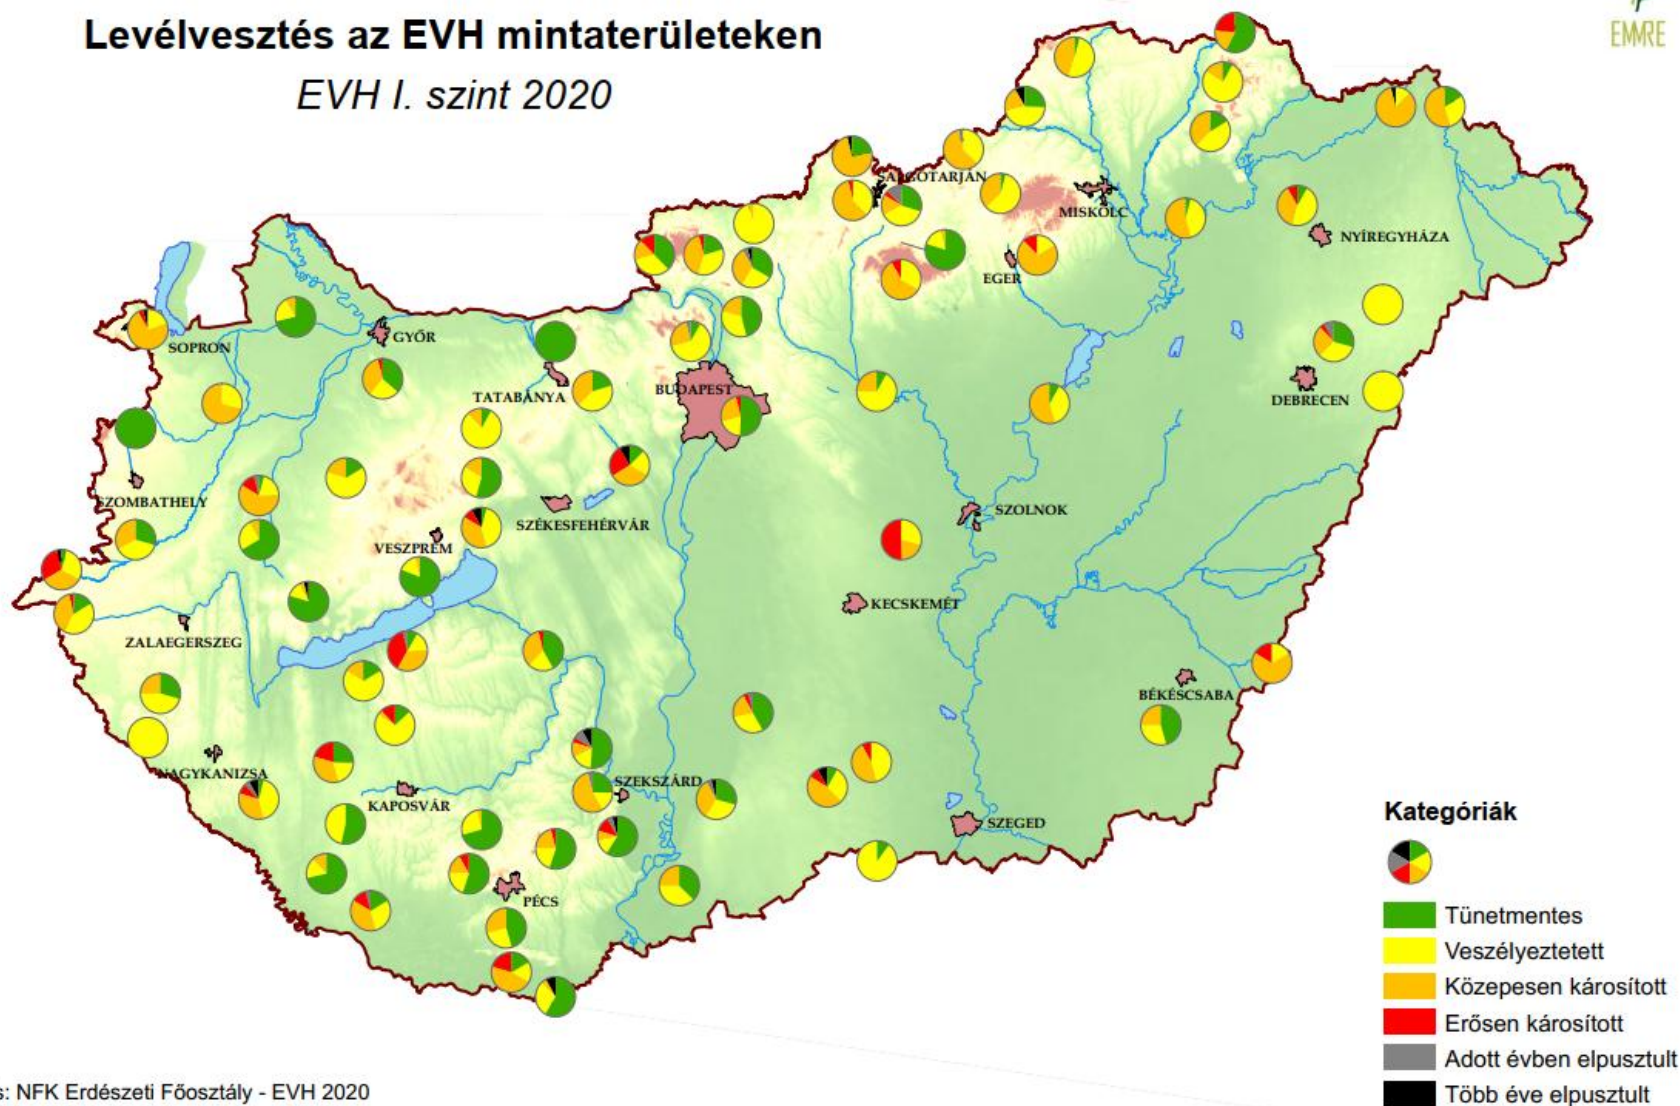 Levélvesztés az EVH mintaterületeken
EVH I. szint 2020
EMMRE
SALGÓTARJÁN
MISKOLC
NYÍREGYHÁZA
EGER
SOPRON
GYŐR
TATABÁNYA
BUDAPEST
DEBRECEN
SZOMBATHELY
SZÉKESFEHÉRVÁR
SZOLNOK
VESZPRÉM
KECSKEMÉT
ZALAEGERSZEG
BÉKÉSCSABA
NAGYKANIZSA
SZEKSZÁRD
KAPOSVÁR
SZEGED
PÉCS
Kategóriák
Tünetmentes
Veszélyeztetett
Közepesen károsított
Erősen károsított
Adott évben elpusztult
Több éve elpusztult
s: NFK Erdészeti Főosztály - EVH 2020